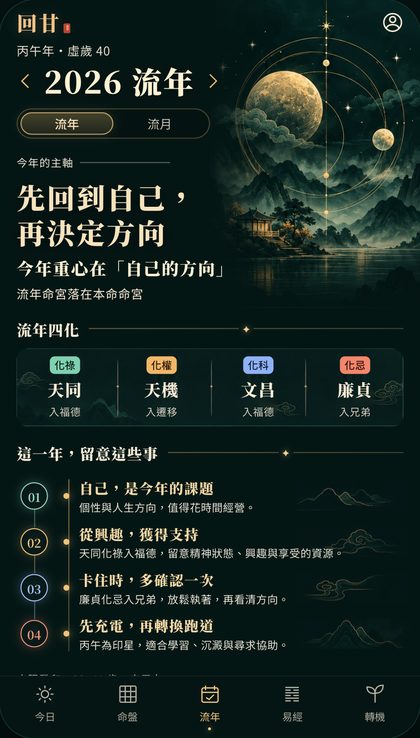 回甘
丙午年・虛歲 40
2026 流年
流年 流月
今年的主軸
先回到自己，
再決定方向
今年重心在「自己的方向」
流年命宮落在本命命宮
流年四化
化祿 化權 化科 化忌
天同 天機 文昌 廉貞
入福德 入遷移 入福德 入兄弟
這一年，留意這些事
01 自己，是今年的課題
個性與人生方向，值得花時間經營。
02 從興趣，獲得支持
天同化祿入福德，留意精神狀態、興趣與享受的資源。
03 卡住時，多確認一次
廉貞化忌入兄弟，放鬆執著，再看清方向。
04 先充電，再轉換跑道
丙午為印星，適合學習、沉澱與尋求協助。
今日 命盤 流年 易經 轉機